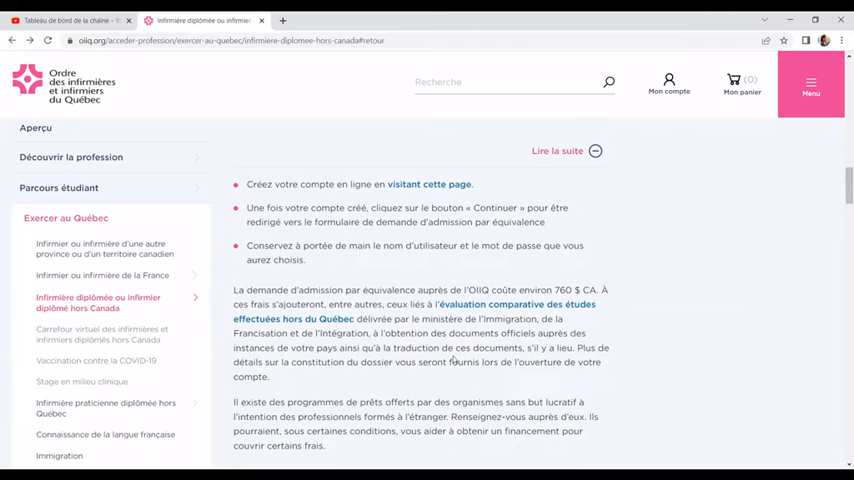 Tableau de bord de la chaîne - Y
Infirmière diplômée ou infirmier
oiiq.org/acceder-profession/exercer-au-quebec/infirmiere-diplomee-hors-canada#retour
Ordre
des infirmières
et infirmiers
du Québec
Recherche
Mon compte
(0)
Mon panier
Menu
Aperçu
Découvrir la profession
Parcours étudiant
Exercer au Québec
Infirmier ou infirmière d'une autre
province ou d'un territoire canadien
Infirmier ou infirmière de la France
Infirmière diplômée ou infirmier
diplômé hors Canada
Carrefour virtuel des infirmières et
infirmiers diplômés hors Canada
Vaccination contre la COVID-19
Stage en milieu clinique
Infirmière praticienne diplômée hors
Québec
Connaissance de la langue française
Immigration
Lire la suite
Créez votre compte en ligne en visitant cette page.
Une fois votre compte créé, cliquez sur le bouton « Continuer » pour être
redirigé vers le formulaire de demande d'admission par équivalence
Conservez à portée de main le nom d'utilisateur et le mot de passe que vous
aurez choisis.
La demande d'admission par équivalence auprès de l'OIIQ coûte environ 760 $ CA. À
ces frais s'ajouteront, entre autres, ceux liés à l'évaluation comparative des études
effectuées hors du Québec délivrée par le ministère de l'Immigration, de la
Francisation et de l'Intégration, à l'obtention des documents officiels auprès des
instances de votre pays ainsi qu'à la traduction de ces documents, s'il y a lieu. Plus de
détails sur la constitution du dossier vous seront fournis lors de l'ouverture de votre
compte.
Il existe des programmes de prêts offerts par des organismes sans but lucratif à
l'intention des professionnels formés à l'étranger. Renseignez-vous auprès d'eux. Ils
pourraient, sous certaines conditions, vous aider à obtenir un financement pour
couvrir certains frais.